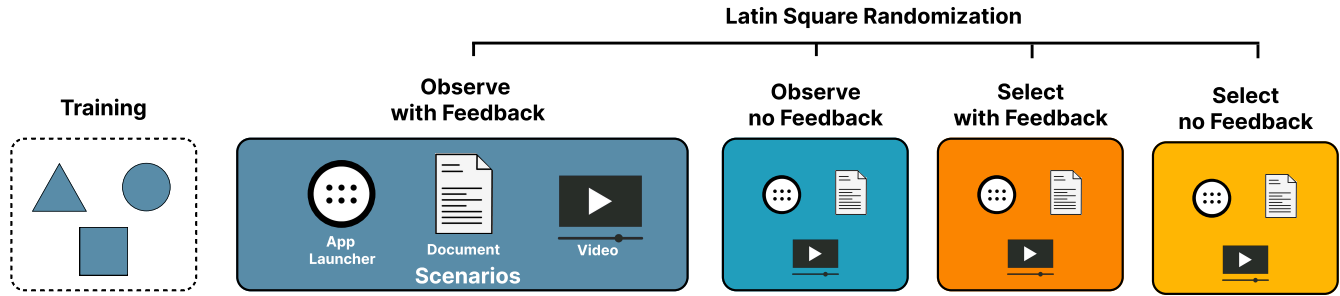 Latin Square Randomization
Training
Observe
with Feedback
Observe
no Feedback
Select
with Feedback
Select
no Feedback
App
Launcher
Document
Video
Scenarios